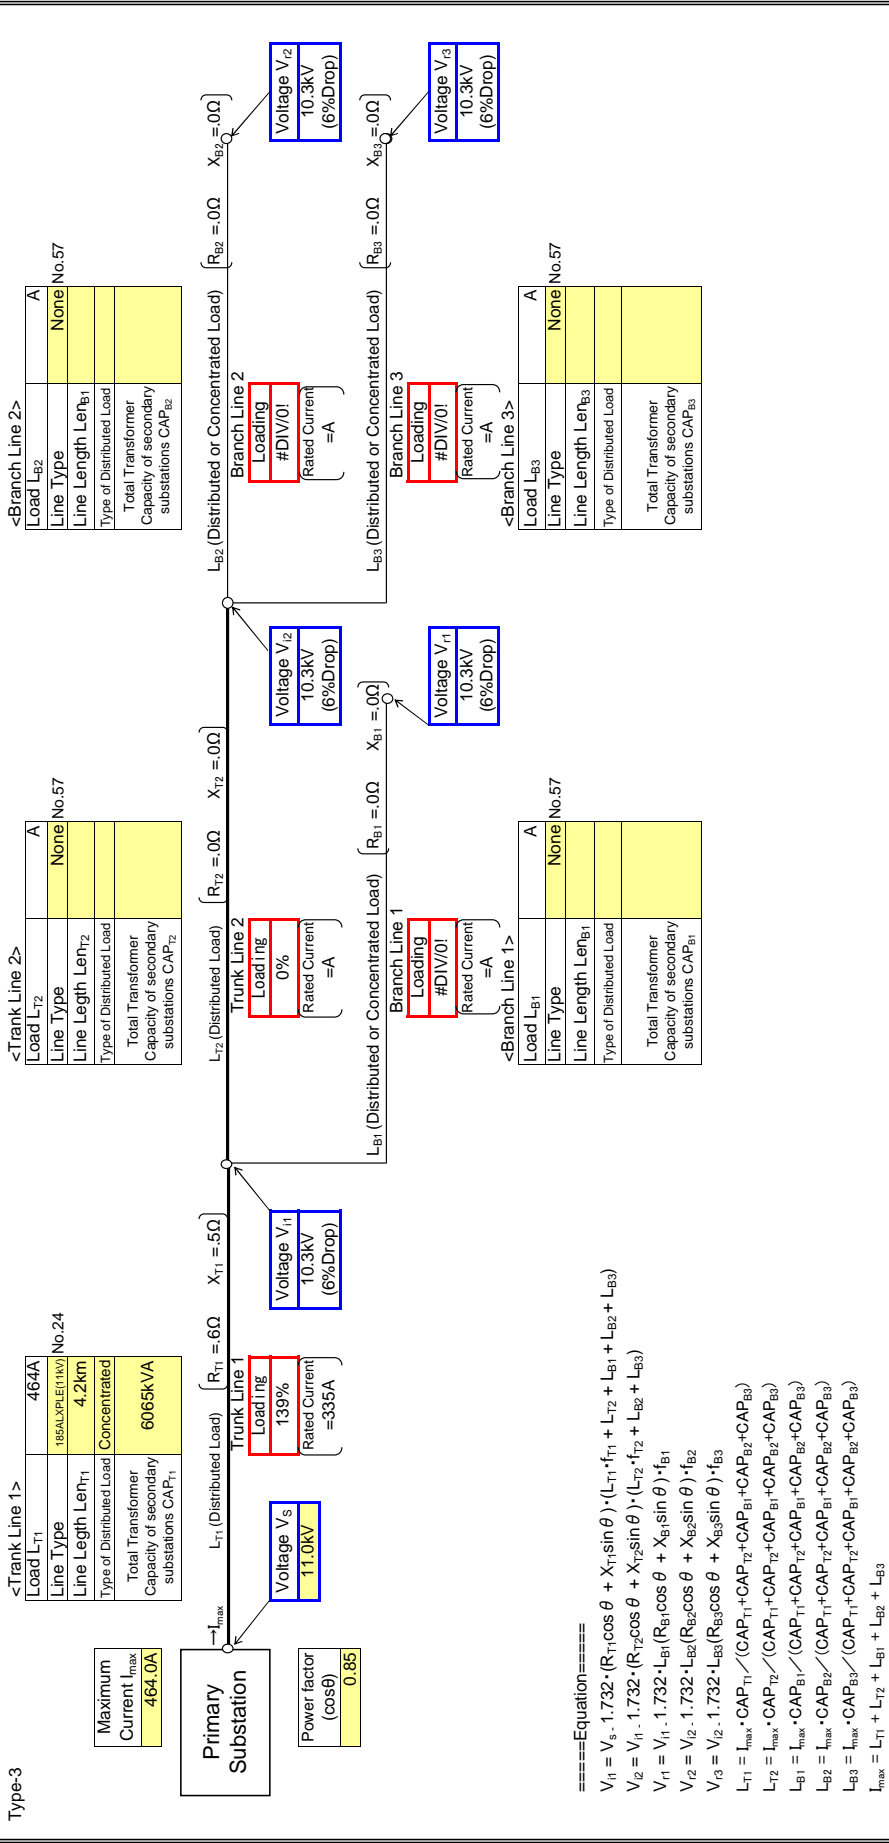 Type-3
Maximum
Current Imax
464.0A
Primary
Substation
Power factor
(cosθ)
0.85
→Imax
Voltage VS
11.0kV
<Trank Line 1>
Load LT1 464A
Line Type 185ALXPLE(11kV) No.24
Line Legth LenT1 4.2km
Type of Distributed Load Concentrated
Total Transformer
Capacity of secondary
substations CAPT1
6065kVA
LT1 (Distributed Load) RT1 =.6Ω XT1 =.5Ω
Trunk Line 1
Loading
139%
Rated Current
=335A
Voltage Vi1
10.3kV
(6%Drop)
<Trank Line 2>
Load LT2 A
Line Type None No.57
Line Legth LenT2
Type of Distributed Load
Total Transformer
Capacity of secondary
substations CAPT2
LT2 (Distributed Load) RT2 =.0Ω XT2 =.0Ω
Trunk Line 2
Loading
0%
Rated Current
=A
Voltage Vi2
10.3kV
(6%Drop)
LB1 (Distributed or Concentrated Load) RB1 =.0Ω XB1 =.0Ω
Branch Line 1
Loading
#DIV/0!
Rated Current
=A
Voltage Vr1
10.3kV
(6%Drop)
<Branch Line 1>
Load LB1 A
Line Type None No.57
Line Length LenB1
Type of Distributed Load
Total Transformer
Capacity of secondary
substations CAPB1
<Branch Line 2>
Load LB2 A
Line Type None No.57
Line Length LenB1
Type of Distributed Load
Total Transformer
Capacity of secondary
substations CAPB2
LB2 (Distributed or Concentrated Load) RB2 =.0Ω XB2 =.0Ω
Branch Line 2
Loading
#DIV/0!
Rated Current
=A
Voltage Vr2
10.3kV
(6%Drop)
LB3 (Distributed or Concentrated Load) RB3 =.0Ω XB3 =.0Ω
Branch Line 3
Loading
#DIV/0!
Rated Current
=A
Voltage Vr3
10.3kV
(6%Drop)
<Branch Line 3>
Load LB3 A
Line Type None No.57
Line Length LenB3
Type of Distributed Load
Total Transformer
Capacity of secondary
substations CAPB3
=====Equation=====
Vi1 = Vs - 1.732・(RT1cosθ + XT1sinθ)・(LT1・fT1 + LT2 + LB1 + LB2 + LB3)
Vi2 = Vi1 - 1.732・(RT2cosθ + XT2sinθ)・(LT2・fT2 + LB2 + LB3)
Vr1 = Vi1 - 1.732・LB1(RB1cosθ + XB1sinθ)・fB1
Vr2 = Vi2 - 1.732・LB2(RB2cosθ + XB2sinθ)・fB2
Vr3 = Vi2 - 1.732・LB3(RB3cosθ + XB3sinθ)・fB3
LT1 = Imax・CAPT1／(CAPT1+CAPT2+CAPB1+CAPB2+CAPB3)
LT2 = Imax・CAPT2／(CAPT1+CAPT2+CAPB1+CAPB2+CAPB3)
LB1 = Imax・CAPB1／(CAPT1+CAPT2+CAPB1+CAPB2+CAPB3)
LB2 = Imax・CAPB2／(CAPT1+CAPT2+CAPB1+CAPB2+CAPB3)
LB3 = Imax・CAPB3／(CAPT1+CAPT2+CAPB1+CAPB2+CAPB3)
Imax = LT1 + LT2 + LB1 + LB2 + LB3